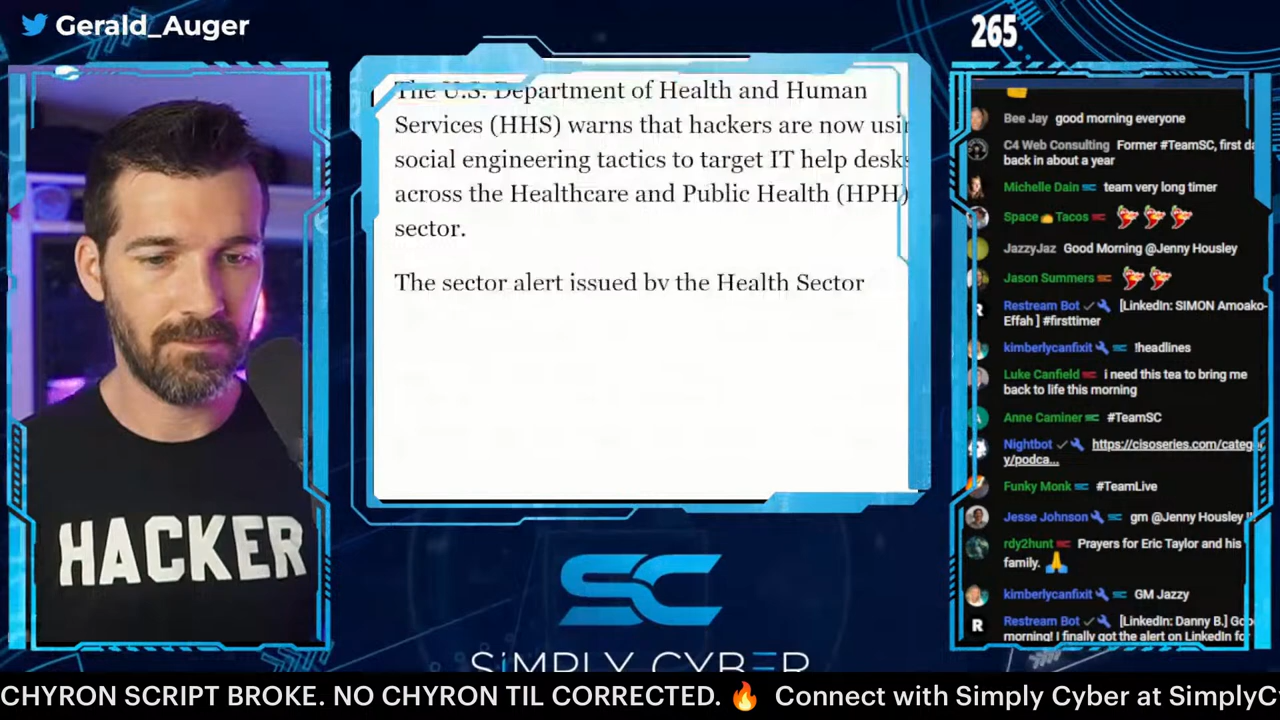 Gerald_Auger
265
HACKER
The U.S. Department of Health and Human
Services (HHS) warns that hackers are now usin
social engineering tactics to target IT help desks
across the Healthcare and Public Health (HPH)
sector.
The sector alert issued by the Health Sector
SC
SiMPLY CYBER
Bee Jay good morning everyone
C4 Web Consulting Former #TeamSC, first da
back in about a year
Michelle Dain SC team very long timer
Space Tacos
JazzyJaz Good Morning @Jenny Housley
Jason Summers
Restream Bot [LinkedIn: SIMON Amoako-
Effah ] #firsttimer
kimberlycanfixit !headlines
Luke Canfield i need this tea to bring me
back to life this morning
Anne Caminer #TeamSC
Nightbot https://cisoseries.com/categ
y/podca...
Funky Monk #TeamLive
Jesse Johnson gm @Jenny Housley !!
rdy2hunt Prayers for Eric Taylor and his
family.
kimberlycanfixit GM Jazzy
R Restream Bot [LinkedIn: Danny B.] Goo
morning! I finally got the alert on LinkedIn for
CHYRON SCRIPT BROKE. NO CHYRON TIL CORRECTED. 🔥 Connect with Simply Cyber at SimplyC